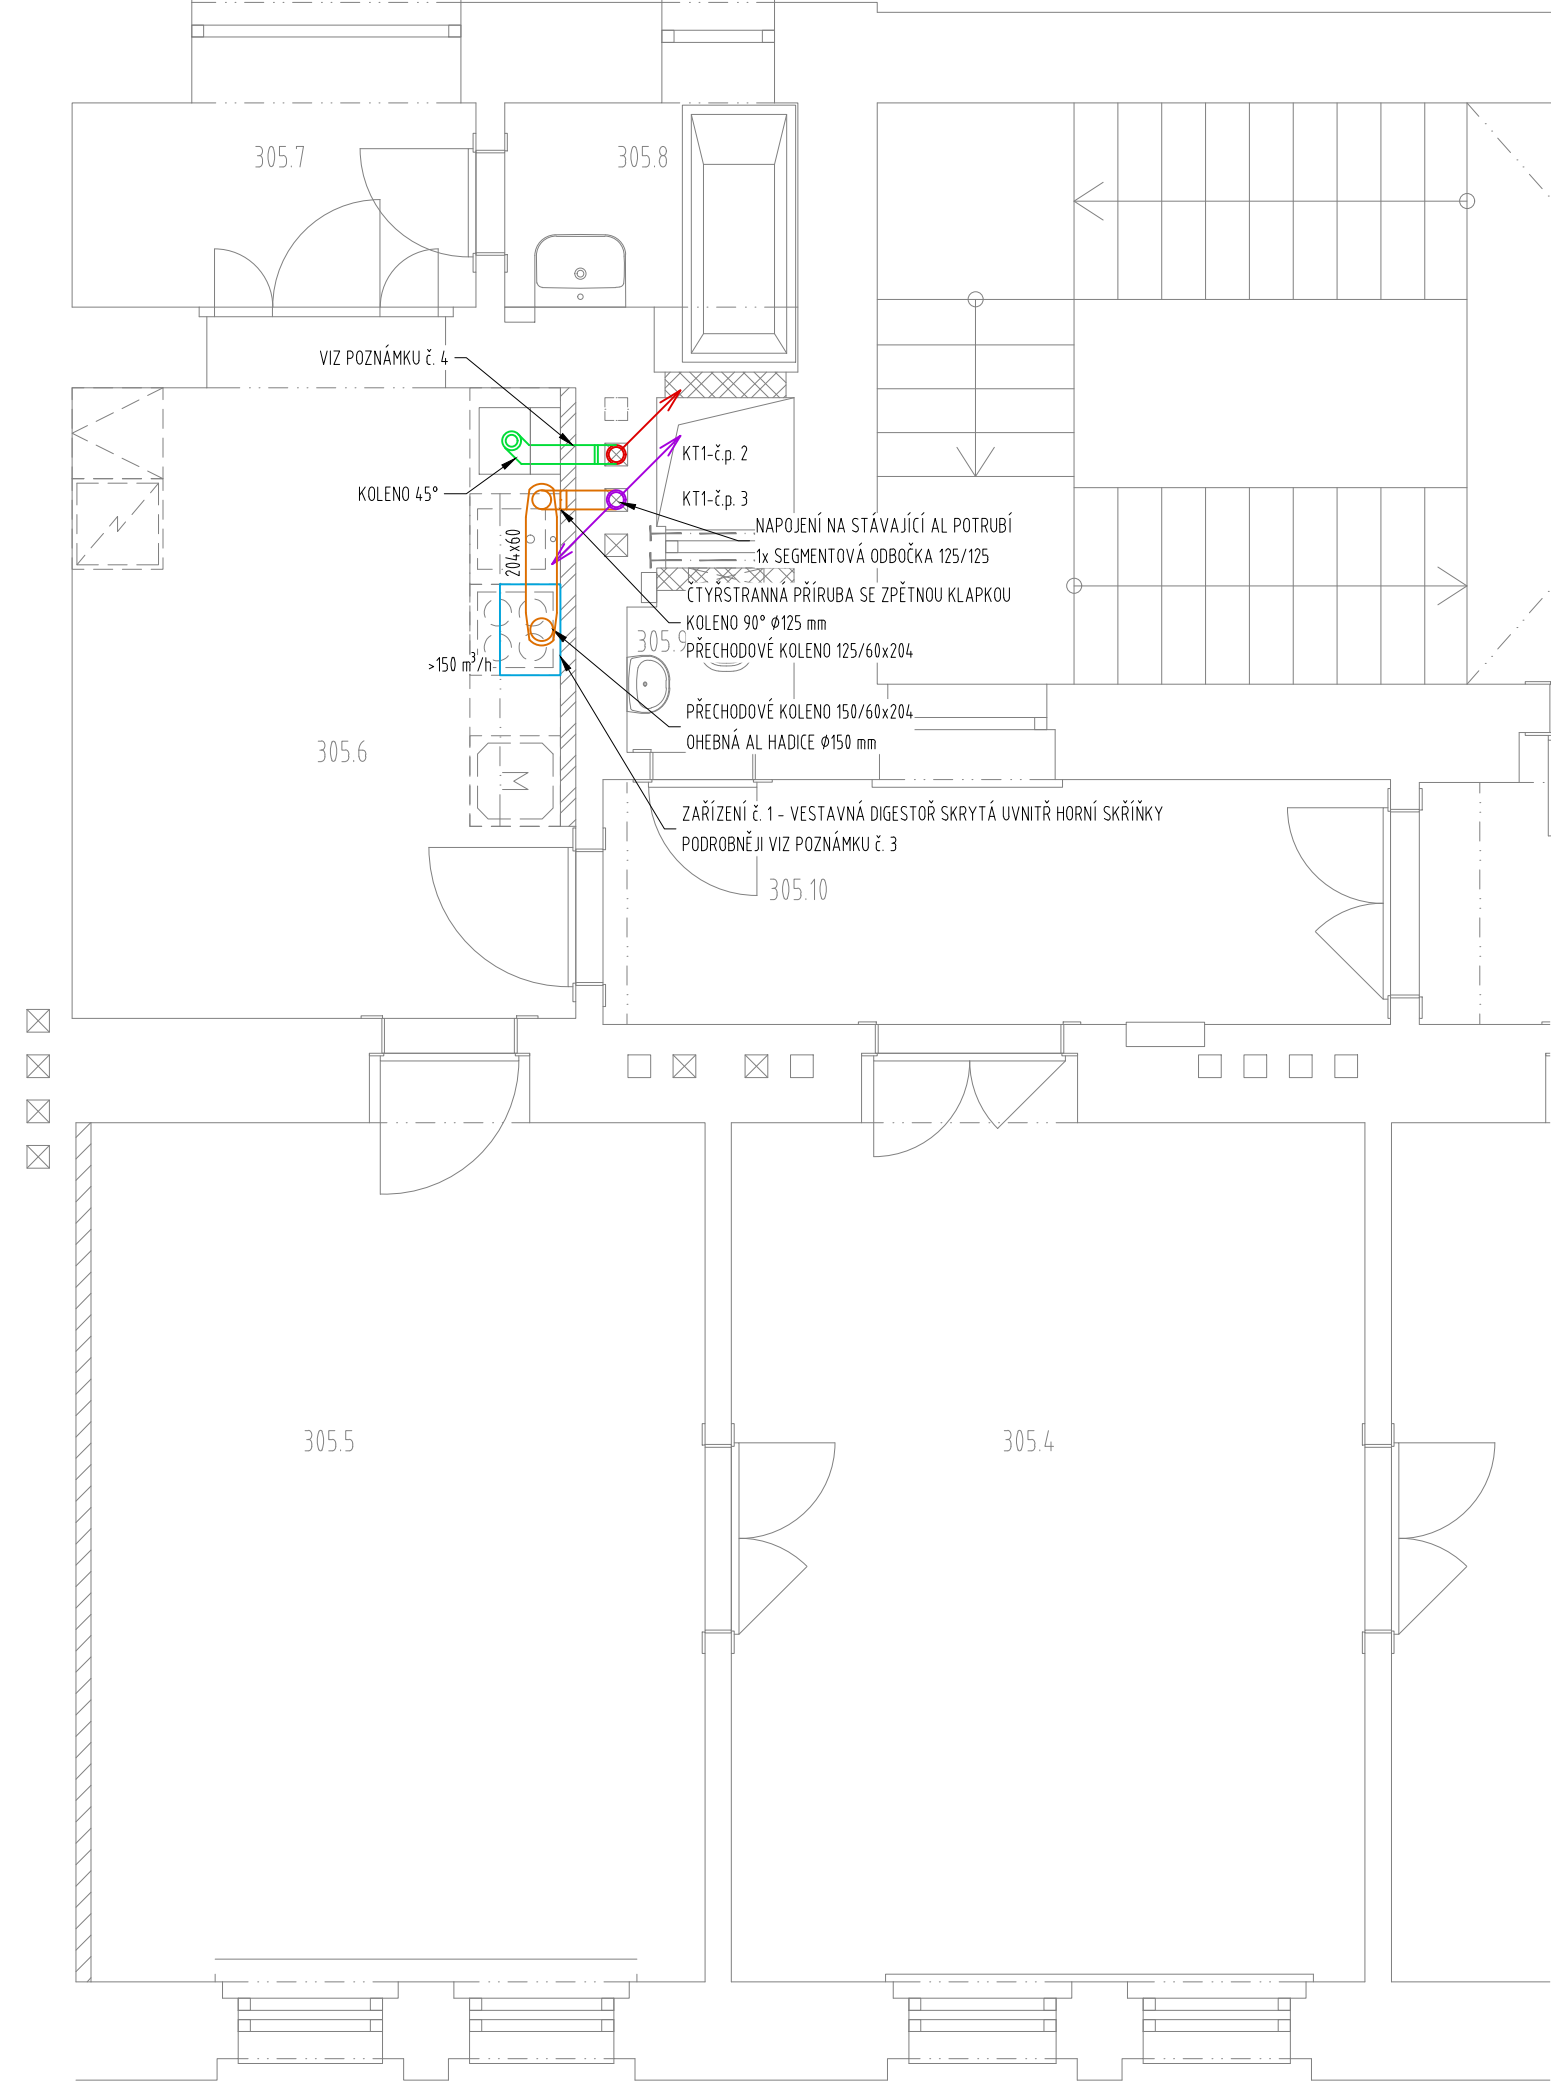 305.7
305.8
VIZ POZNÁMKU č. 4
KT1-č.p. 2
KOLENO 45°
KT1-č.p. 3
NAPOJENÍ NA STÁVAJÍCÍ AL POTRUBÍ
1x SEGMENTOVÁ ODBOČKA 125/125
204x60
ČTYŘSTRANNÁ PŘÍRUBA SE ZPĚTNOU KLAPKOU
KOLENO 90° Ø125 mm
PŘECHODOVÉ KOLENO 125/60x204
305.9
>150 m³/h
PŘECHODOVÉ KOLENO 150/60x204
OHEBNÁ AL HADICE Ø150 mm
305.6
M
N
ZAŘÍZENÍ č. 1 - VESTAVNÁ DIGESTOŘ SKRYTÁ UVNITŘ HORNÍ SKŘÍŇKY
PODROBNĚJI VIZ POZNÁMKU č. 3
305.10
305.5
305.4